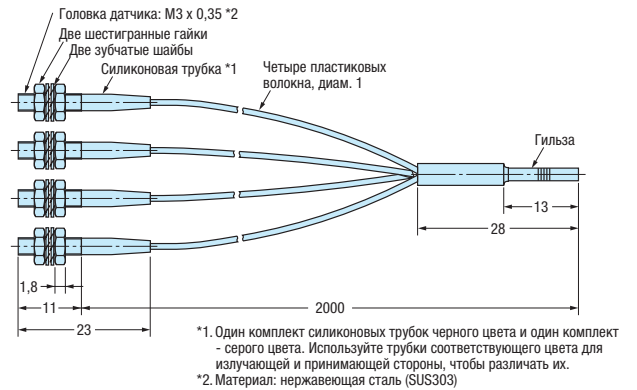 Головка датчика: M3 x 0,35 *2
Две шестигранные гайки
Две зубчатые шайбы
Силиконовая трубка *1
Четыре пластиковых
волокна, диам. 1
Гильза
13
28
1,8
11
2000
23
*1. Один комплект силиконовых трубок черного цвета и один комплект
- серого цвета. Используйте трубки соответствующего цвета для
излучающей и принимающей стороны, чтобы различать их.
*2. Материал: нержавеющая сталь (SUS303)